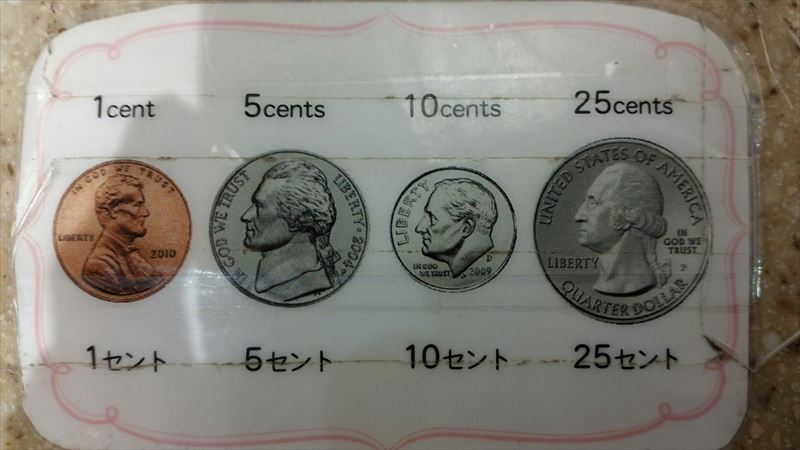 1cent
5cents
10cents
25cents
IN GOD WE TRUST
LIBERTY
2010
IN GOD WE TRUST
LIBERTY
2004
LIBERTY
IN GOD
WE TRUST
D
2009
UNITED STATES OF AMERICA
LIBERTY
IN
GOD WE
TRUST
P
QUARTER DOLLAR
1セント
5セント
10セント
25セント